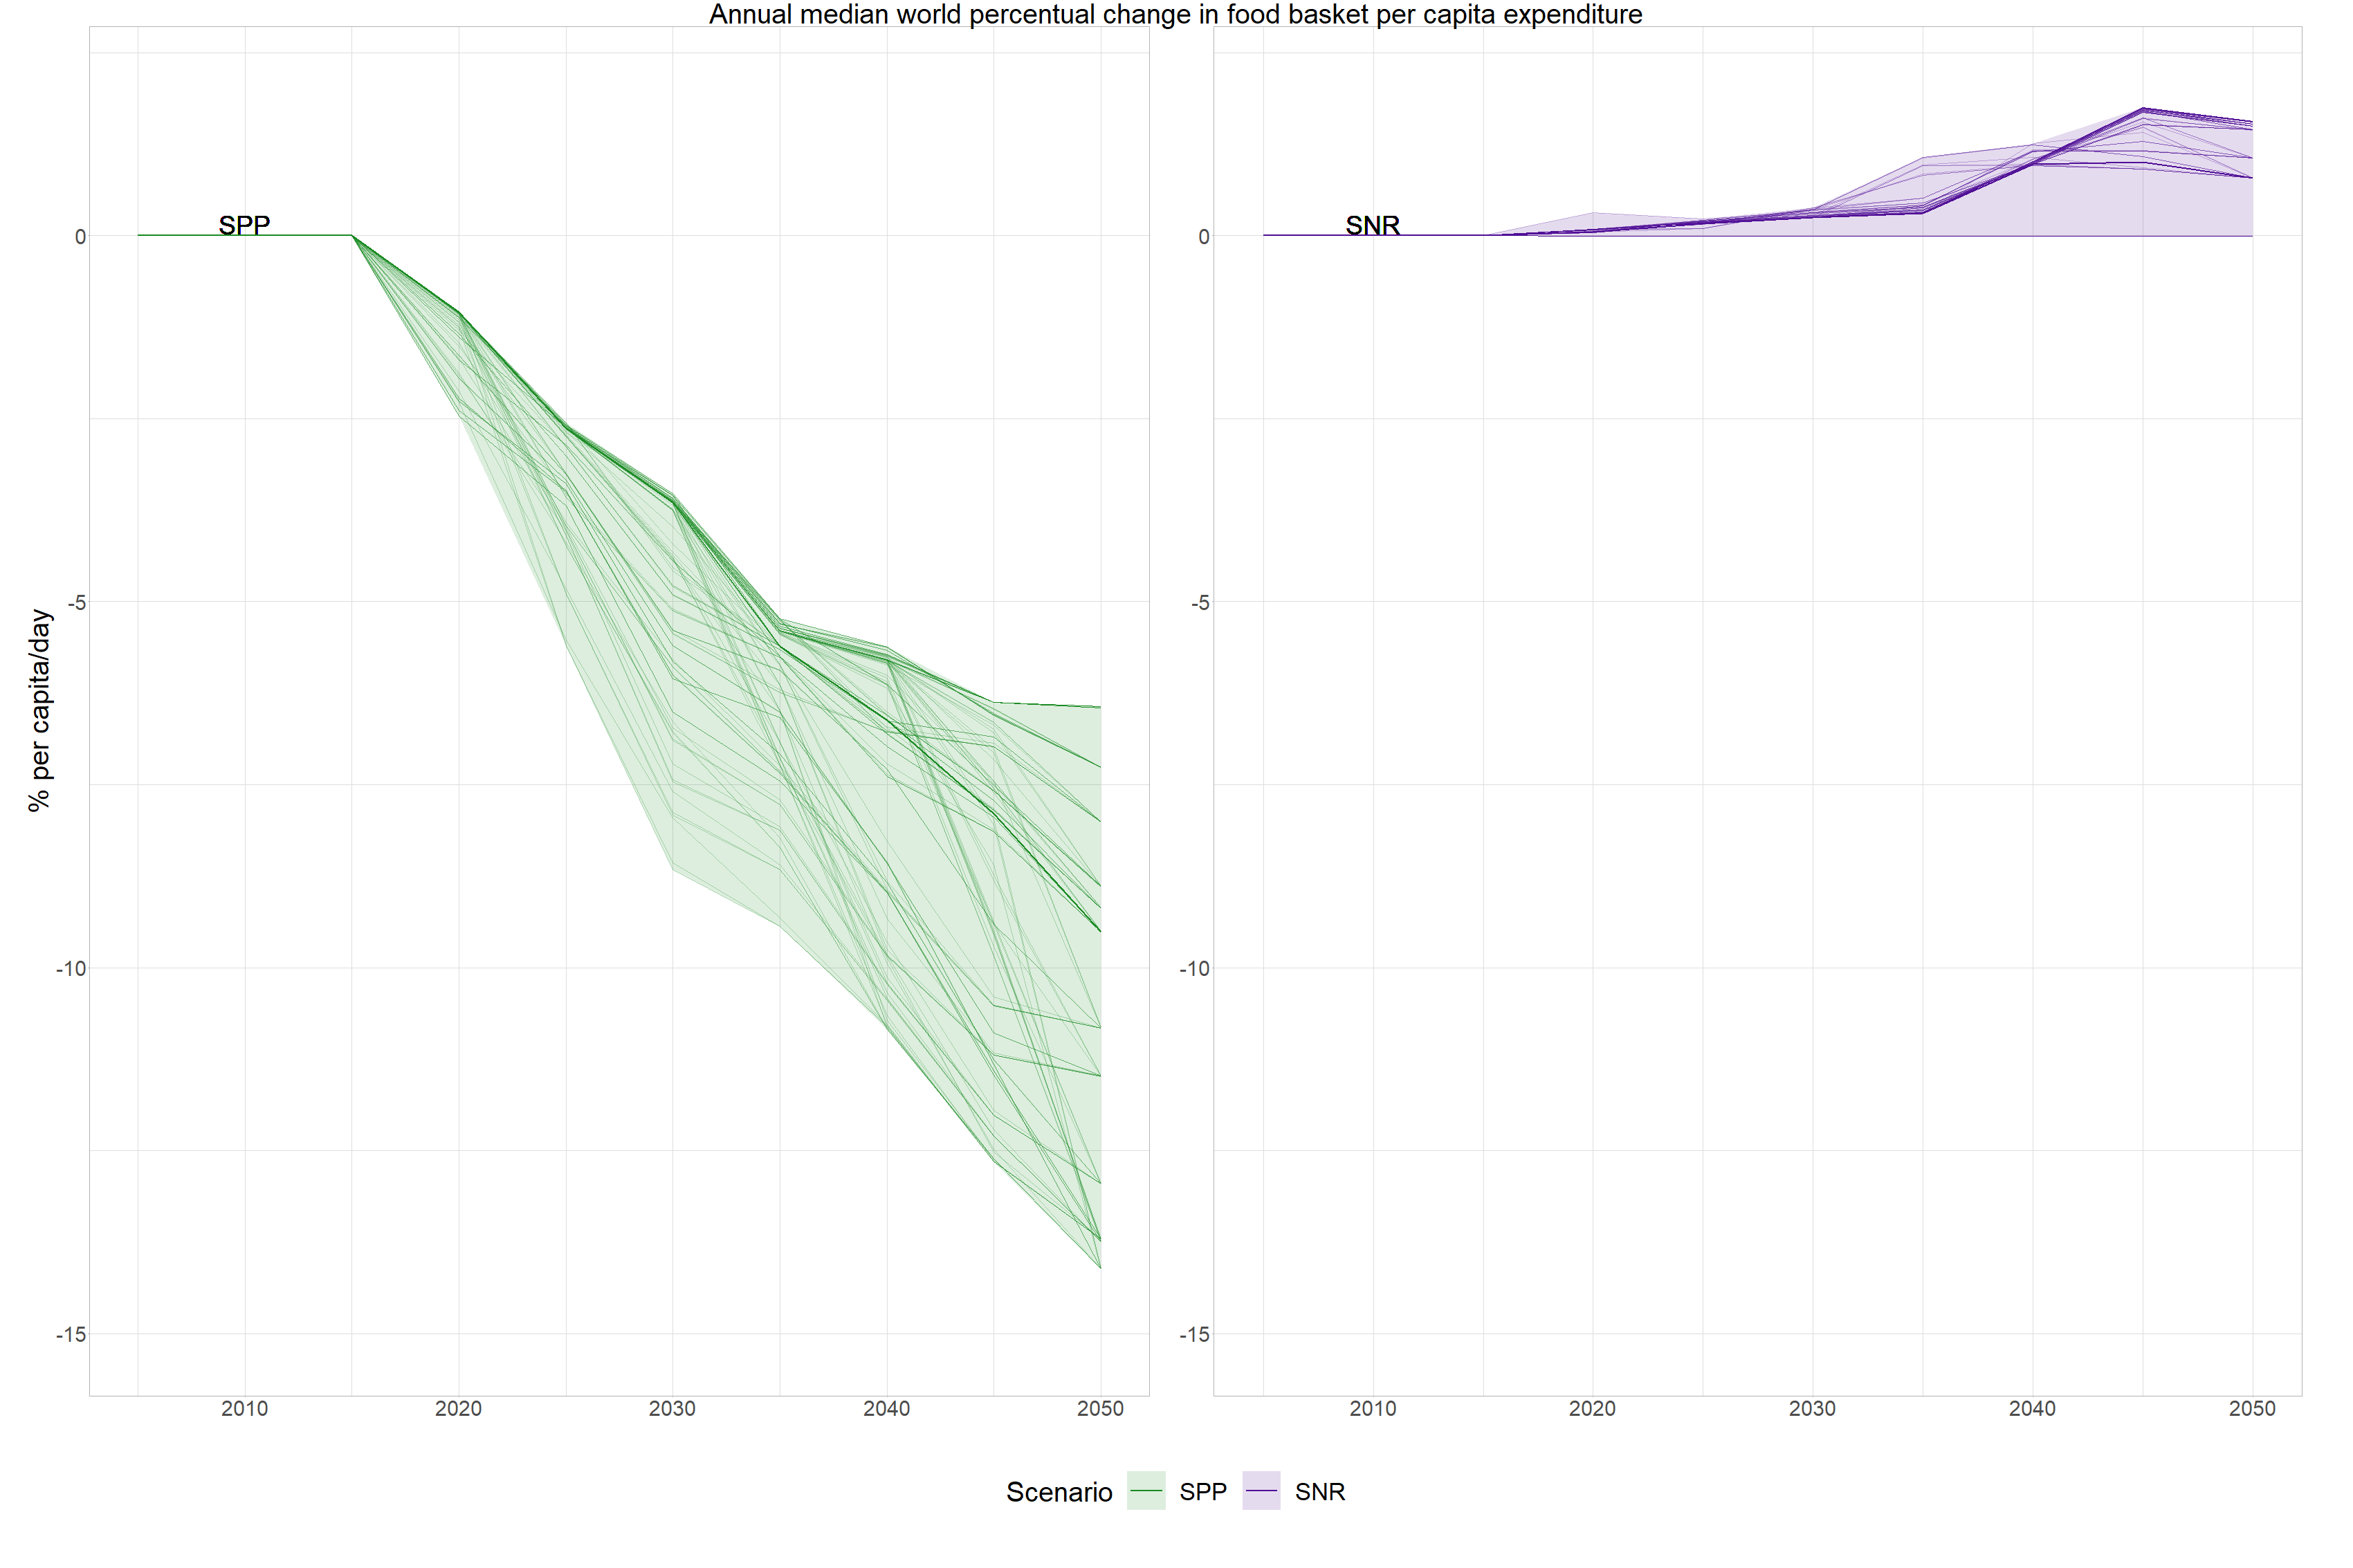 Annual median world percentual change in food basket per capita expenditure
SPP
SNR
0
-5
-10
-15
0
-5
-10
-15
% per capita/day
2010 2020 2030 2040 2050
2010 2020 2030 2040 2050
Scenario SPP SNR